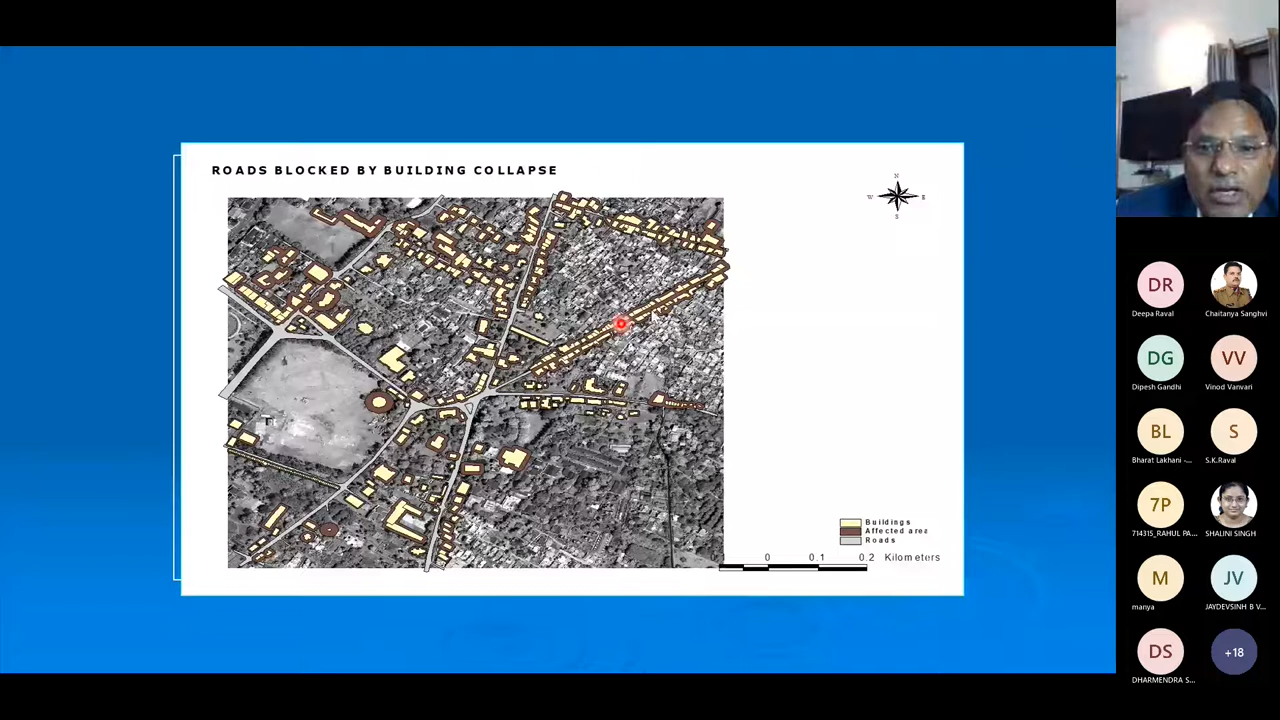 ROADS BLOCKED BY BUILDING COLLAPSE
N
W E
S
T
Buildings
Affected area
Roads
0 0.1 0.2 Kilometers
DR
Deepa Raval
Chaitanya Sanghvi
DG
Dipesh Gandhi
VV
Vinod Vanvari
BL
Bharat Lakhani -...
S
S.K.Raval
7P
714315_RAHUL PA...
SHALINI SINGH
M
manya
JV
JAYDEVSINH B V...
DS
DHARMENDRA S...
+18